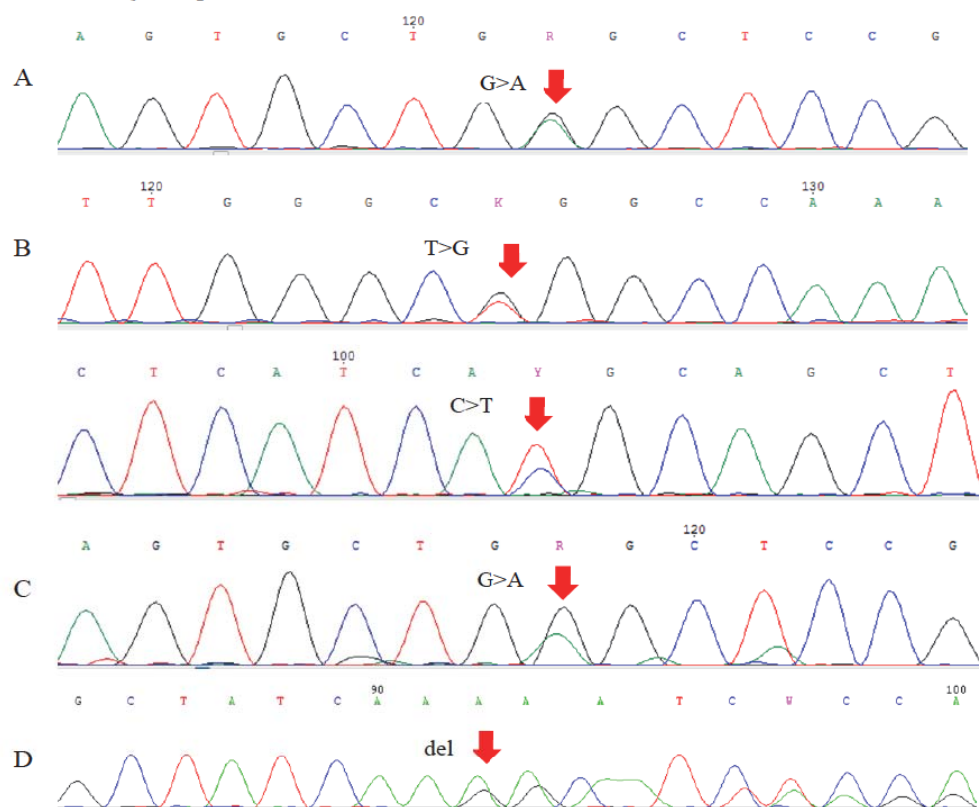 120
A G T G C T G R G C T C C G
A
G>A
120 130
T T G G G C K G G C C A A A
B
T>G
100
C T C A T C A Y G C A G C T
C>T
120
A G T G C T G R G C T C C G
C
G>A
90 100
G C T A T C A A A A A T C W C C A
D
del